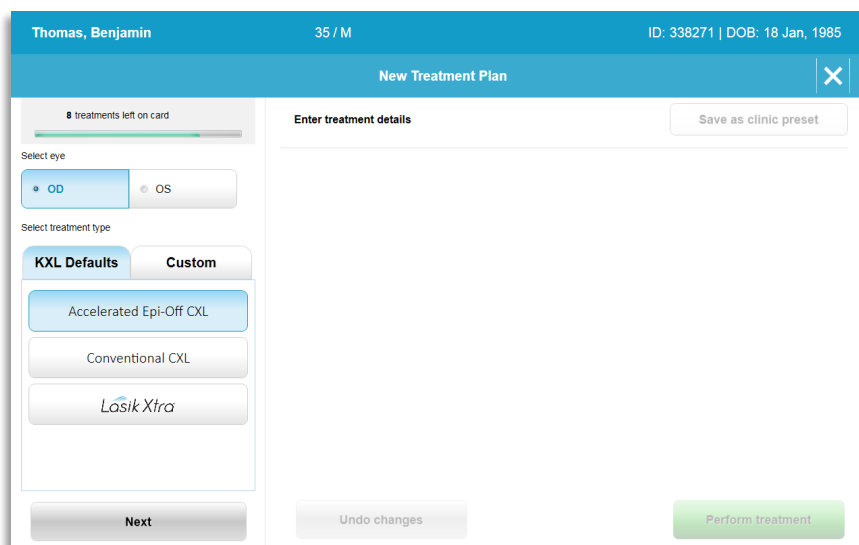 Thomas, Benjamin 35 / M ID: 338271 | DOB: 18 Jan, 1985
New Treatment Plan
8 treatments left on card
Select eye
OD OS
Select treatment type
KXL Defaults Custom
Accelerated Epi-Off CXL
Conventional CXL
Lasik Xtra
Next
Enter treatment details Save as clinic preset
Undo changes Perform treatment